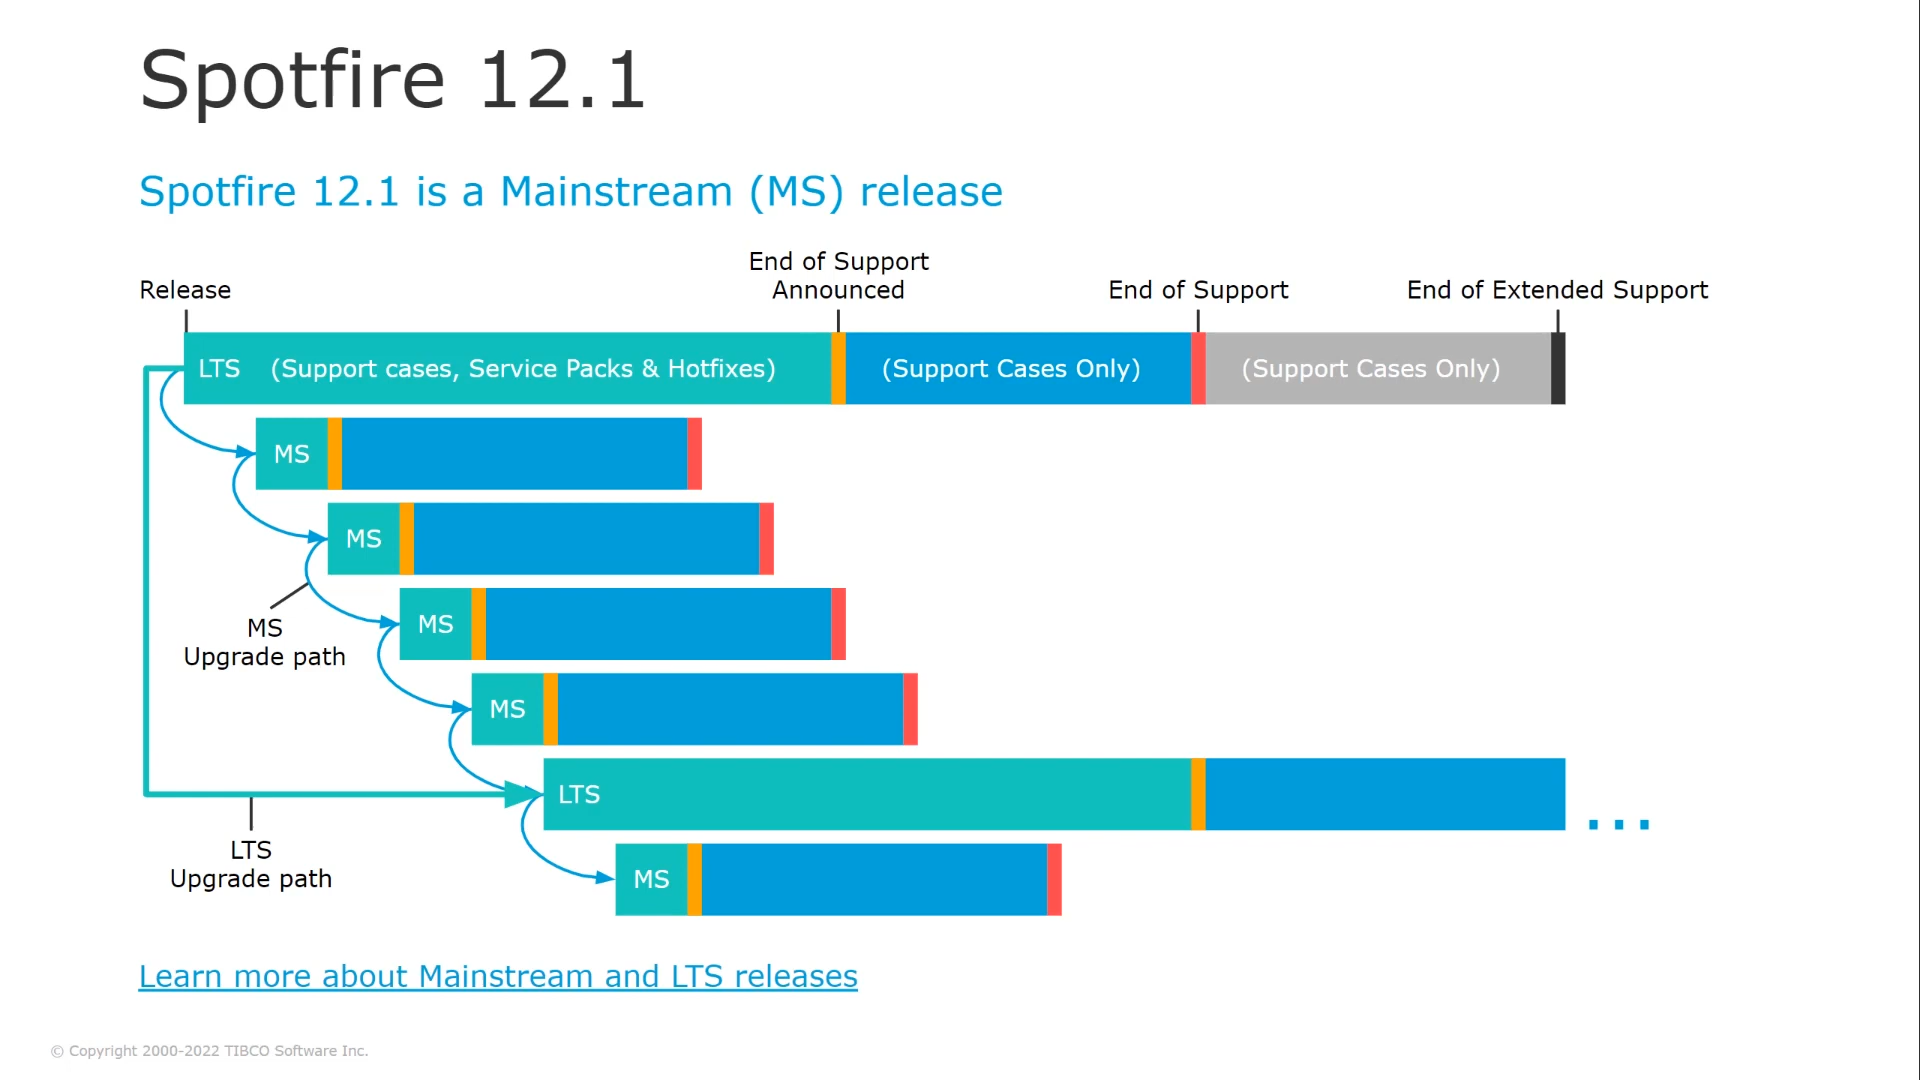 Spotfire 12.1
Spotfire 12.1 is a Mainstream (MS) release
Release
End of Support
Announced
End of Support
End of Extended Support
LTS (Support cases, Service Packs & Hotfixes)
(Support Cases Only)
(Support Cases Only)
MS
MS
MS
MS
Upgrade path
MS
LTS
...
LTS
Upgrade path
MS
Learn more about Mainstream and LTS releases
© Copyright 2000-2022 TIBCO Software Inc.